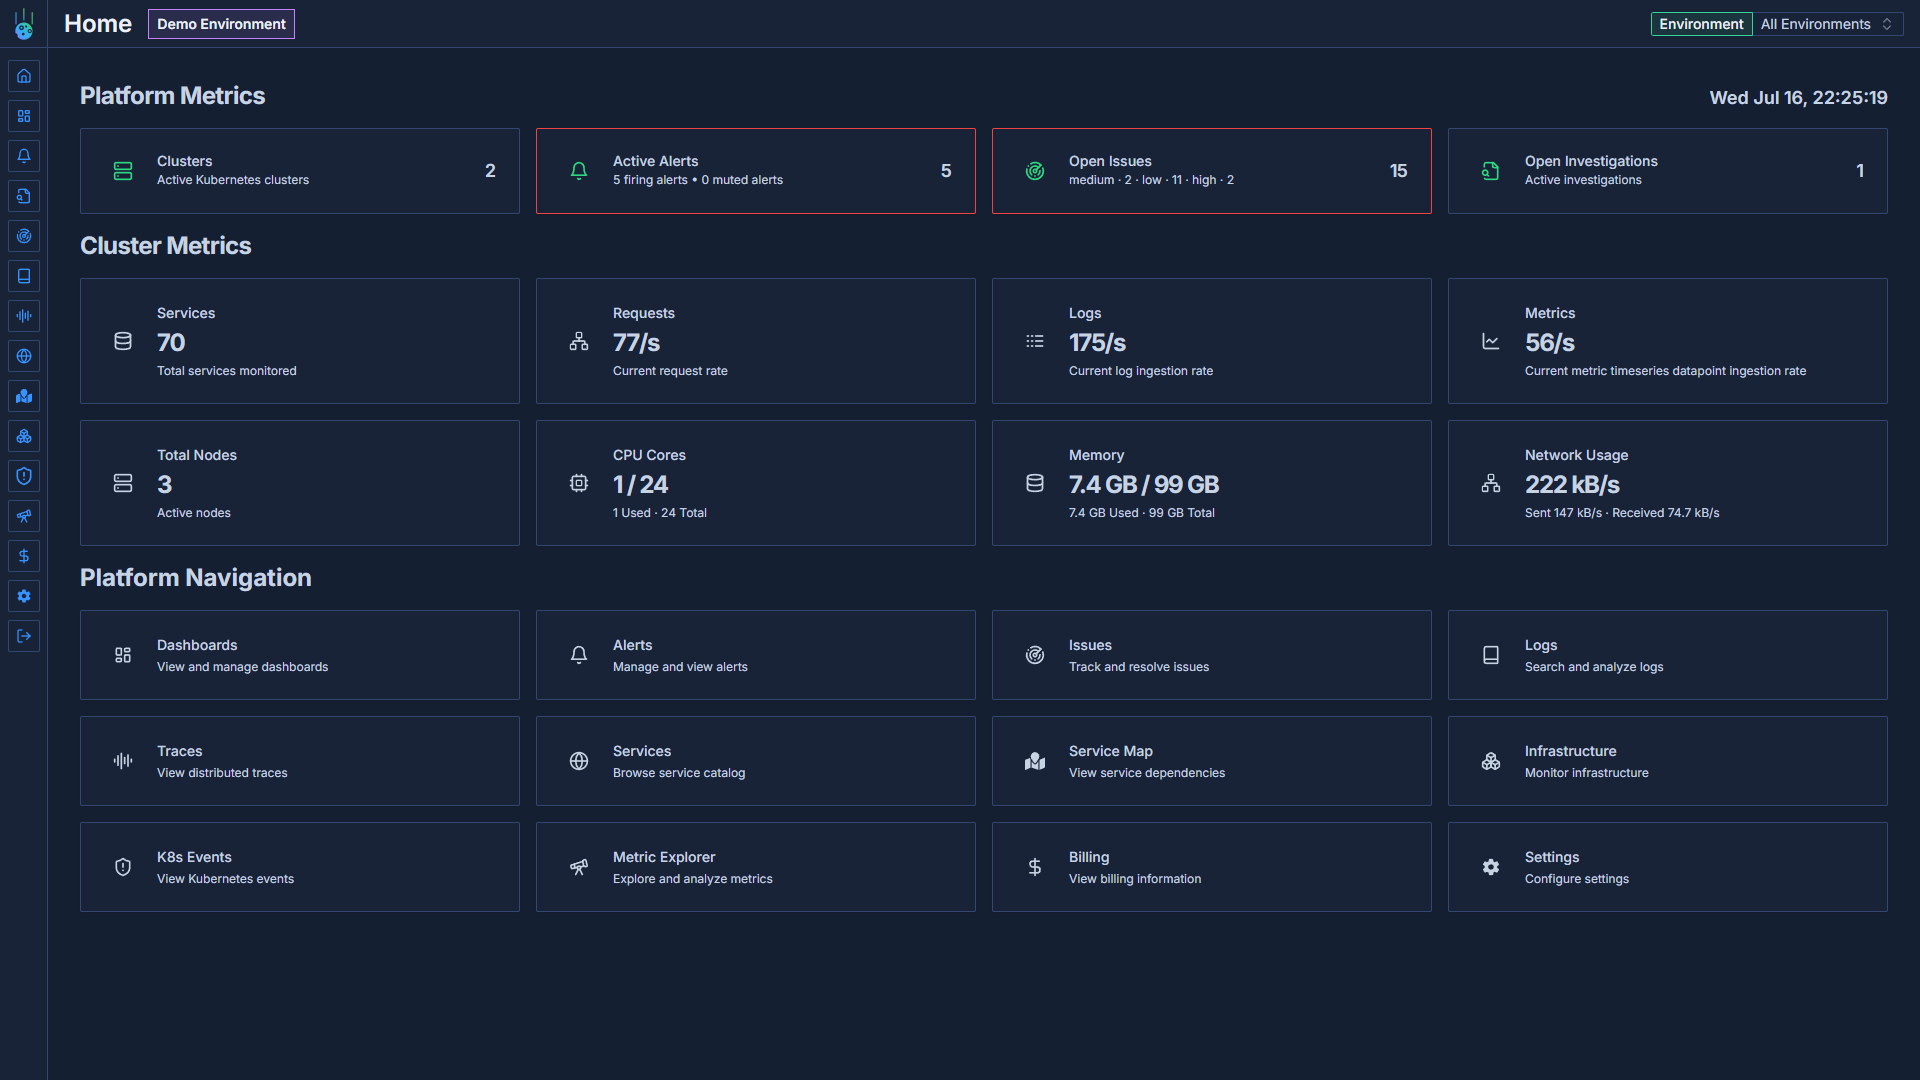 Home
Demo Environment
Environment
All Environments
Platform Metrics
Wed Jul 16, 22:25:19
Clusters
Active Kubernetes clusters
2
Active Alerts
5 firing alerts • 0 muted alerts
5
Open Issues
medium · 2 · low · 11 · high · 2
15
Open Investigations
Active investigations
1
Cluster Metrics
Services
70
Total services monitored
Requests
77/s
Current request rate
Logs
175/s
Current log ingestion rate
Metrics
56/s
Current metric timeseries datapoint ingestion rate
Total Nodes
3
Active nodes
CPU Cores
1 / 24
1 Used · 24 Total
Memory
7.4 GB / 99 GB
7.4 GB Used · 99 GB Total
Network Usage
222 kB/s
Sent 147 kB/s · Received 74.7 kB/s
Platform Navigation
Dashboards
View and manage dashboards
Alerts
Manage and view alerts
Issues
Track and resolve issues
Logs
Search and analyze logs
Traces
View distributed traces
Services
Browse service catalog
Service Map
View service dependencies
Infrastructure
Monitor infrastructure
K8s Events
View Kubernetes events
Metric Explorer
Explore and analyze metrics
Billing
View billing information
Settings
Configure settings